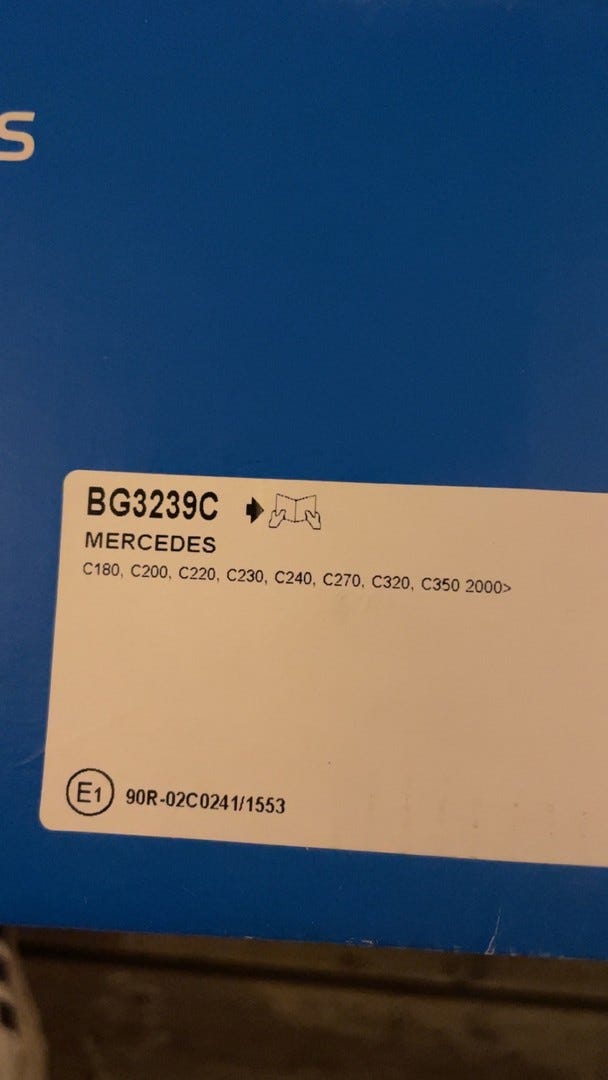 s
BG3239C
MERCEDES
C180, C200, C220, C230, C240, C270, C320, C350 2000>
E1 90R-02C0241/1553